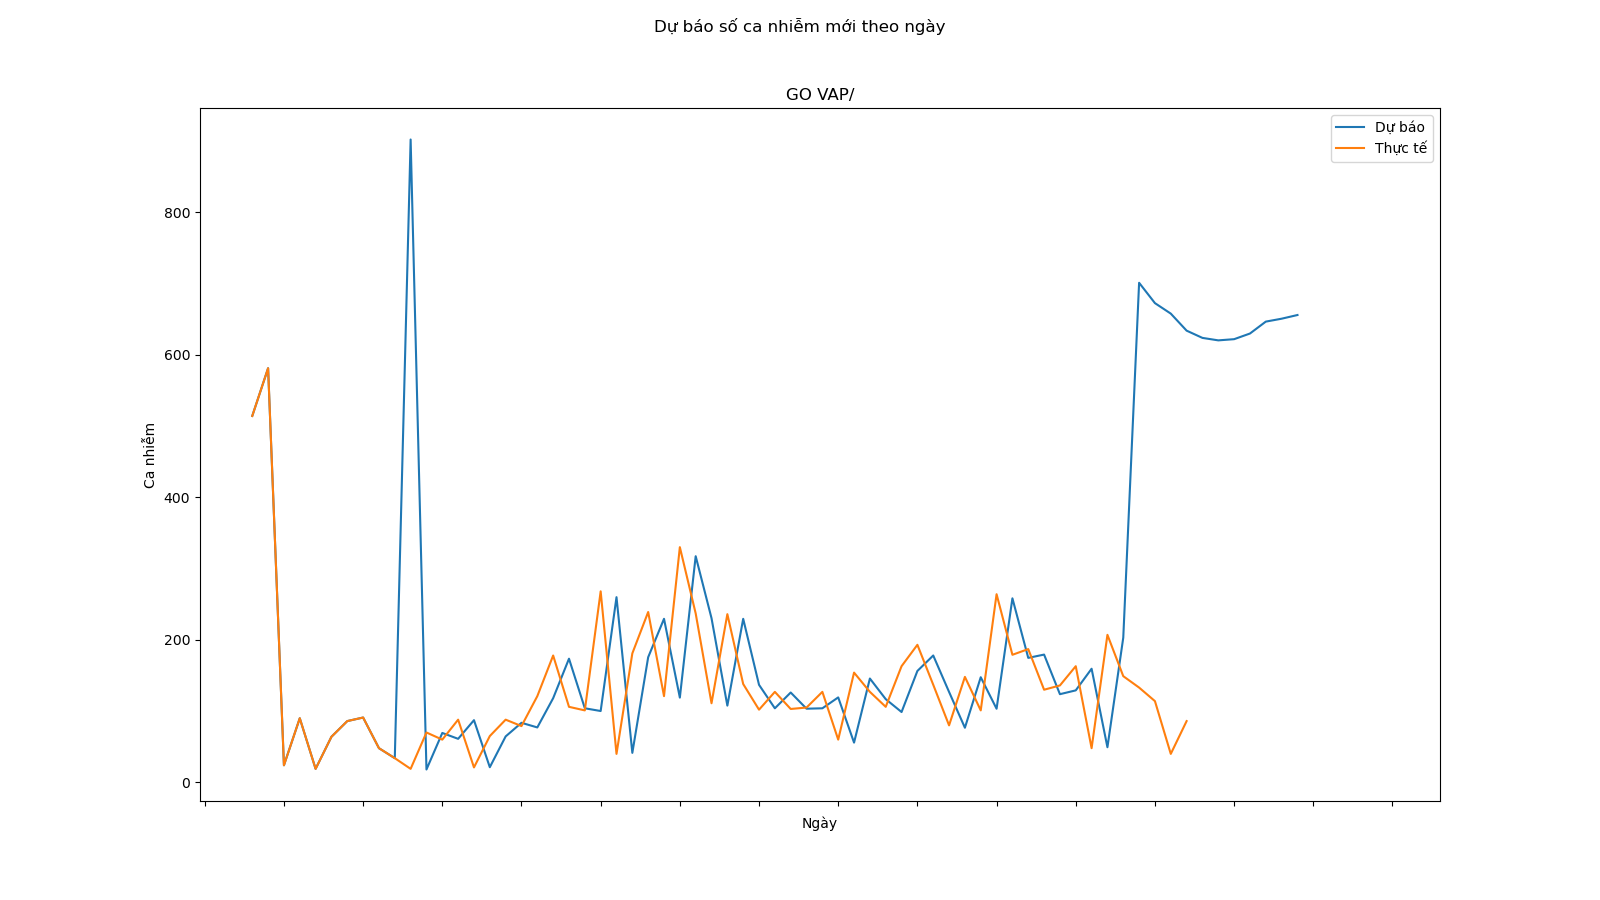 Dự báo số ca nhiễm mới theo ngày
GO VAP/
Dự báo
Thực tế
800
600
400
200
0
Ca nhiễm
Ngày